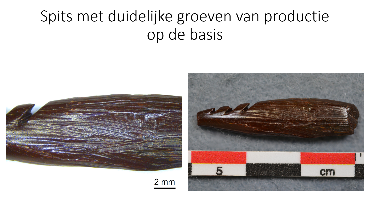 Spits met duidelijke groeven van productie
op de basis
2 mm
5 cm